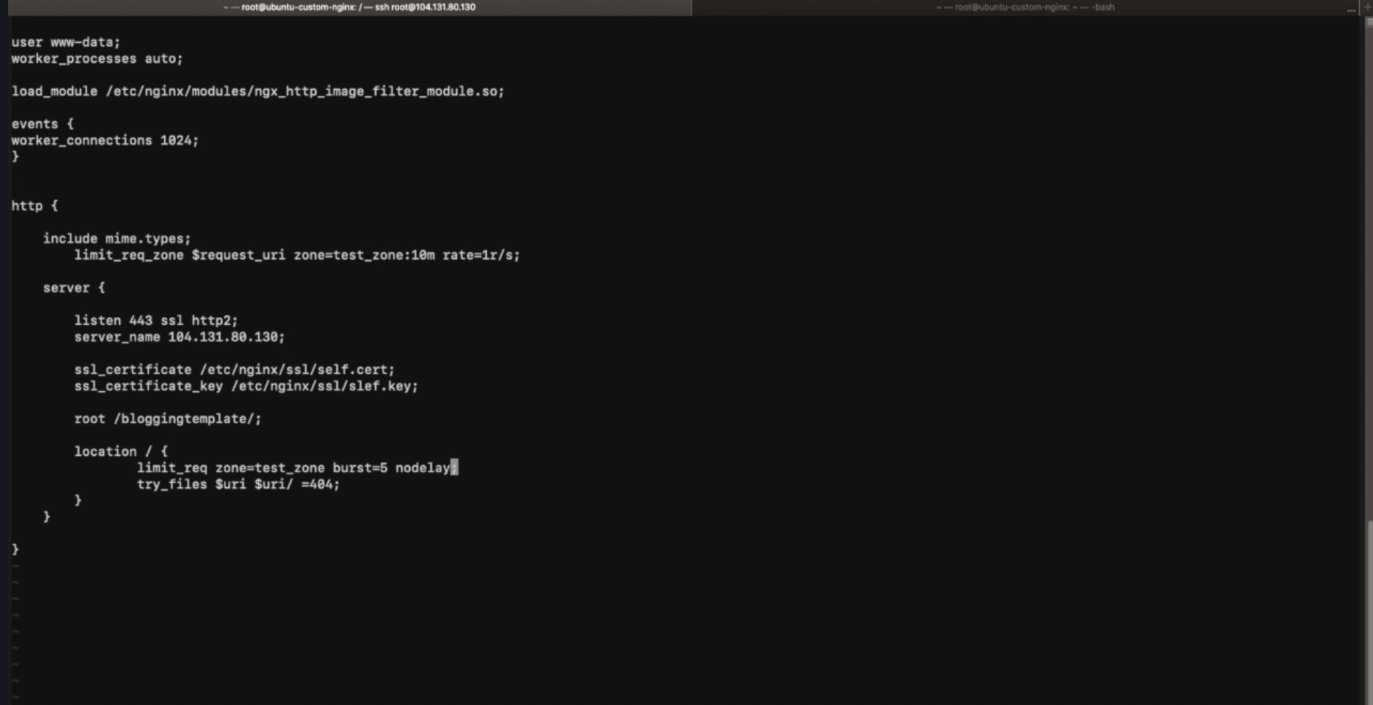 ~ — root@ubuntu-custom-nginx: / — ssh root@104.131.80.130
~ — root@ubuntu-custom-nginx: ~ — -bash
... +
user www-data;
worker_processes auto;
load_module /etc/nginx/modules/ngx_http_image_filter_module.so;
events {
worker_connections 1024;
}
http {
include mime.types;
limit_req_zone $request_uri zone=test_zone:10m rate=1r/s;
server {
listen 443 ssl http2;
server_name 104.131.80.130;
ssl_certificate /etc/nginx/ssl/self.cert;
ssl_certificate_key /etc/nginx/ssl/slef.key;
root /bloggingtemplate/;
location / {
limit_req zone=test_zone burst=5 nodelay;
try_files $uri $uri/ =404;
}
}
}
~
~
~
~
~
~
~
~
~